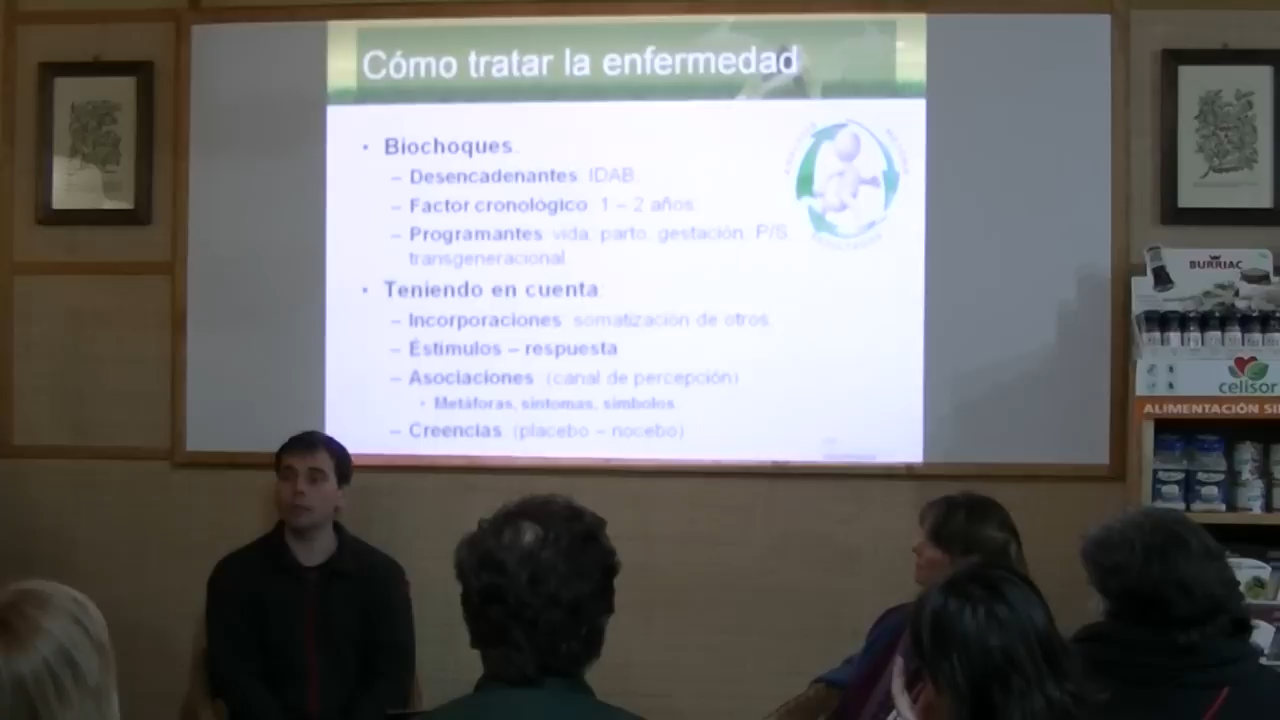 Cómo tratar la enfermedad
• Biochoques.
– Desencadenantes: IDAB.
– Factor cronológico: 1 – 2 años.
– Programantes: vida, parto, gestación, P/S,
transgeneracional.
• Teniendo en cuenta:
– Incorporaciones: somatización de otros.
– Estímulos – respuesta
– Asociaciones: (canal de percepción)
• Metáforas, síntomas, símbolos.
– Creencias: (placebo – nocebo)
BURRIAC
celisor
ALIMENTACIÓN SI